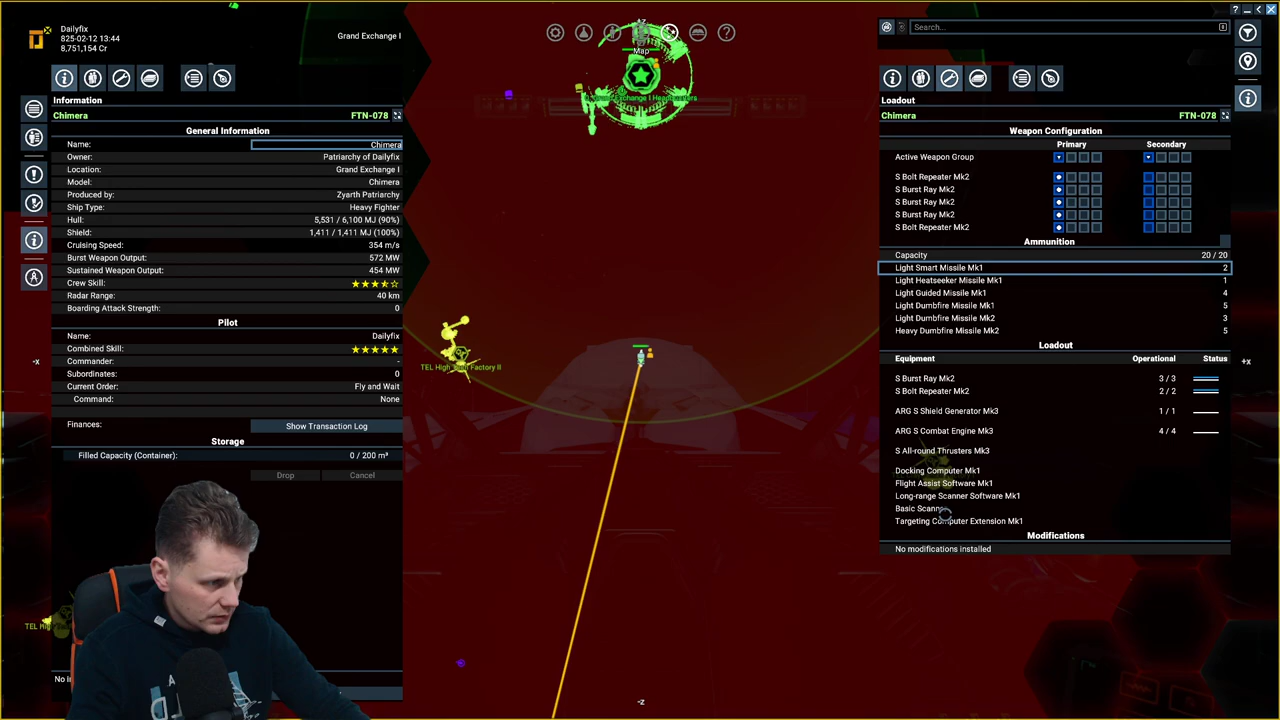 Dailyfix
825-02-12 13:44
8,751,154 Cr
Grand Exchange I
Information
Chimera FTN-078
General Information
Name: Chimera
Owner: Patriarchy of Dailyfix
Location: Grand Exchange I
Model: Chimera
Produced by: Zyarth Patriarchy
Ship Type: Heavy Fighter
Hull: 5,531 / 6,100 MJ (90%)
Shield: 1,411 / 1,411 MJ (100%)
Cruising Speed: 354 m/s
Burst Weapon Output: 572 MW
Sustained Weapon Output: 454 MW
Crew Skill:
Radar Range: 40 km
Boarding Attack Strength: 0
Pilot
Name: Dailyfix
Combined Skill:
Commander: -
Subordinates: 0
Current Order: Fly and Wait
Command: None
Finances: Show Transaction Log
Storage
Filled Capacity (Container): 0 / 200 m³
Drop Cancel
No in
+z
Map
Exchange I Headquarters
TEL High Tech Factory II
-x
+x
-z
Search...
Loadout
Chimera FTN-078
Weapon Configuration
Primary Secondary
Active Weapon Group
S Bolt Repeater Mk2
S Burst Ray Mk2
S Burst Ray Mk2
S Burst Ray Mk2
S Bolt Repeater Mk2
Ammunition
Capacity 20 / 20
Light Smart Missile Mk1 2
Light Heatseeker Missile Mk1 1
Light Guided Missile Mk1 4
Light Dumbfire Missile Mk1 5
Light Dumbfire Missile Mk2 3
Heavy Dumbfire Missile Mk2 5
Loadout
Equipment Operational Status
S Burst Ray Mk2 3 / 3
S Bolt Repeater Mk2 2 / 2
ARG S Shield Generator Mk3 1 / 1
ARG S Combat Engine Mk3 4 / 4
S All-round Thrusters Mk3
Docking Computer Mk1
Flight Assist Software Mk1
Long-range Scanner Software Mk1
Basic Scanner
Targeting Computer Extension Mk1
Modifications
No modifications installed